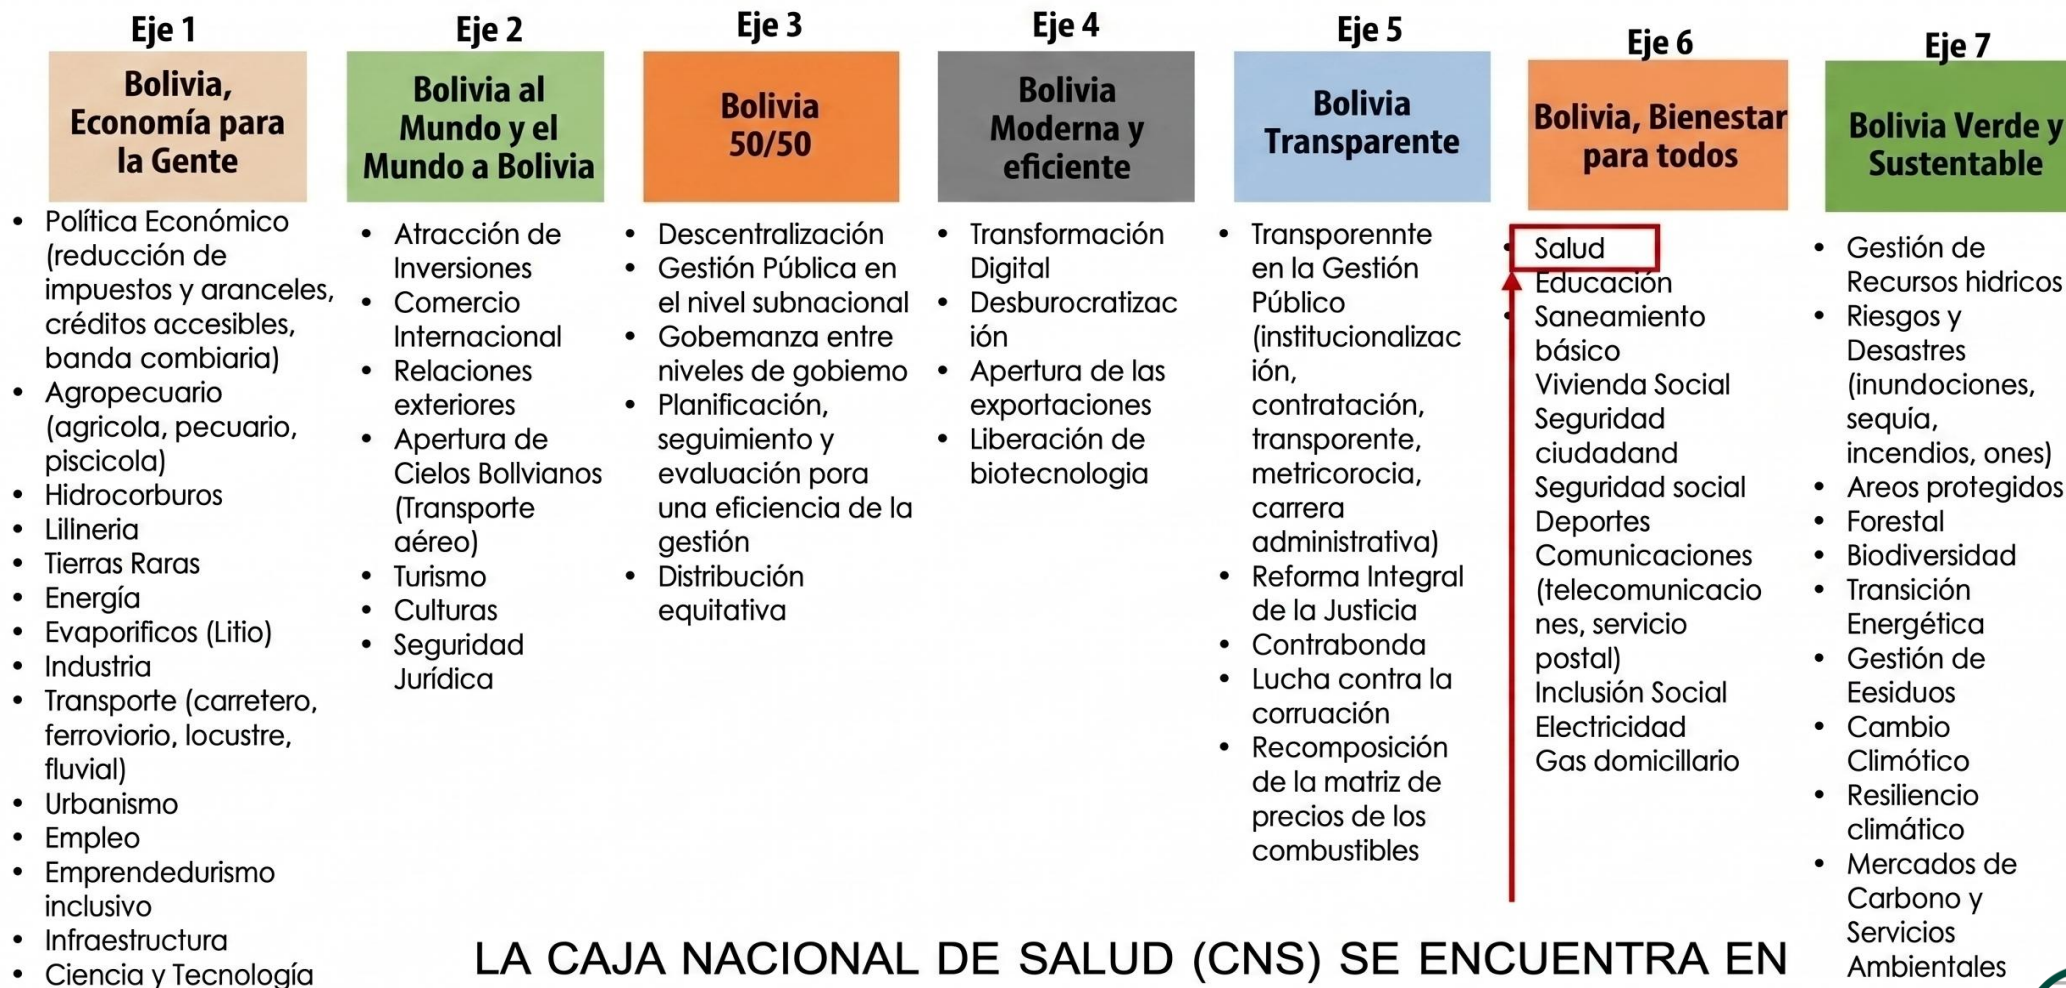 Eje 1
Bolivia,
Economía para
la Gente
• Política Económico
(reducción de
impuestos y aranceles,
créditos accesibles,
banda combiaria)
• Agropecuario
(agricola, pecuario,
piscicola)
• Hidrocorburos
• LilIneria
• Tierras Raras
• Energía
• Evaporificos (Litio)
• Industria
• Transporte (carretero,
ferroviorio, locustre,
fluvial)
• Urbanismo
• Empleo
• Emprendedurismo
inclusivo
• Infraestructura
• Ciencia y Tecnología
Eje 2
Bolivia al
Mundo y el
Mundo a Bolivia
• Atracción de
Inversiones
• Comercio
Internacional
• Relaciones
exteriores
• Apertura de
Cielos Bollvianos
(Transporte
aéreo)
• Turismo
• Culturas
• Seguridad
Jurídica
Eje 3
Bolivia
50/50
• Descentralización
• Gestión Pública en
el nivel subnacional
• Gobemanza entre
niveles de gobiemo
• Planificación,
seguimiento y
evaluación pora
una eficiencia de la
gestión
• Distribución
equitativa
Eje 4
Bolivia
Moderna y
eficiente
• Transformación
Digital
• Desburocratizac
ión
• Apertura de las
exportaciones
• Liberación de
biotecnologia
Eje 5
Bolivia
Transparente
• Transporennte
en la Gestión
Público
(institucionalizac
ión,
contratación,
transporente,
metricorocia,
carrera
administrativa)
• Reforma Integral
de la Justicia
• Contrabonda
• Lucha contra la
corruación
• Recomposición
de la matriz de
precios de los
combustibles
Eje 6
Bolivia, Bienestar
para todos
• Salud
Educación
• Saneamiento
básico
Vivienda Social
Seguridad
ciudadand
Seguridad social
Deportes
Comunicaciones
(telecomunicacio
nes, servicio
postal)
Inclusión Social
Electricidad
Gas domicillario
Eje 7
Bolivia Verde y
Sustentable
• Gestión de
Recursos hidricos
• Riesgos y
Desastres
(inundociones,
sequía,
incendios, ones)
• Areos protegidos
• Forestal
• Biodiversidad
• Transición
Energética
• Gestión de
Eesiduos
• Cambio
Climótico
• Resiliencio
climático
• Mercados de
Carbono y
Servicios
Ambientales
LA CAJA NACIONAL DE SALUD (CNS) SE ENCUENTRA EN